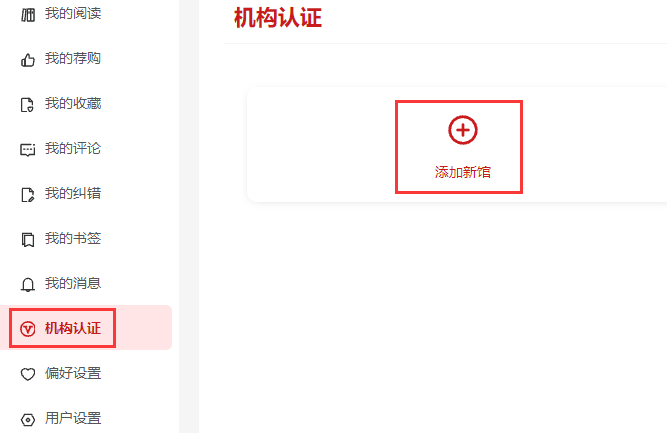 我的阅读
我的荐购
我的收藏
我的评论
我的纠错
我的书签
我的消息
机构认证
偏好设置
用户设置
机构认证
添加新馆